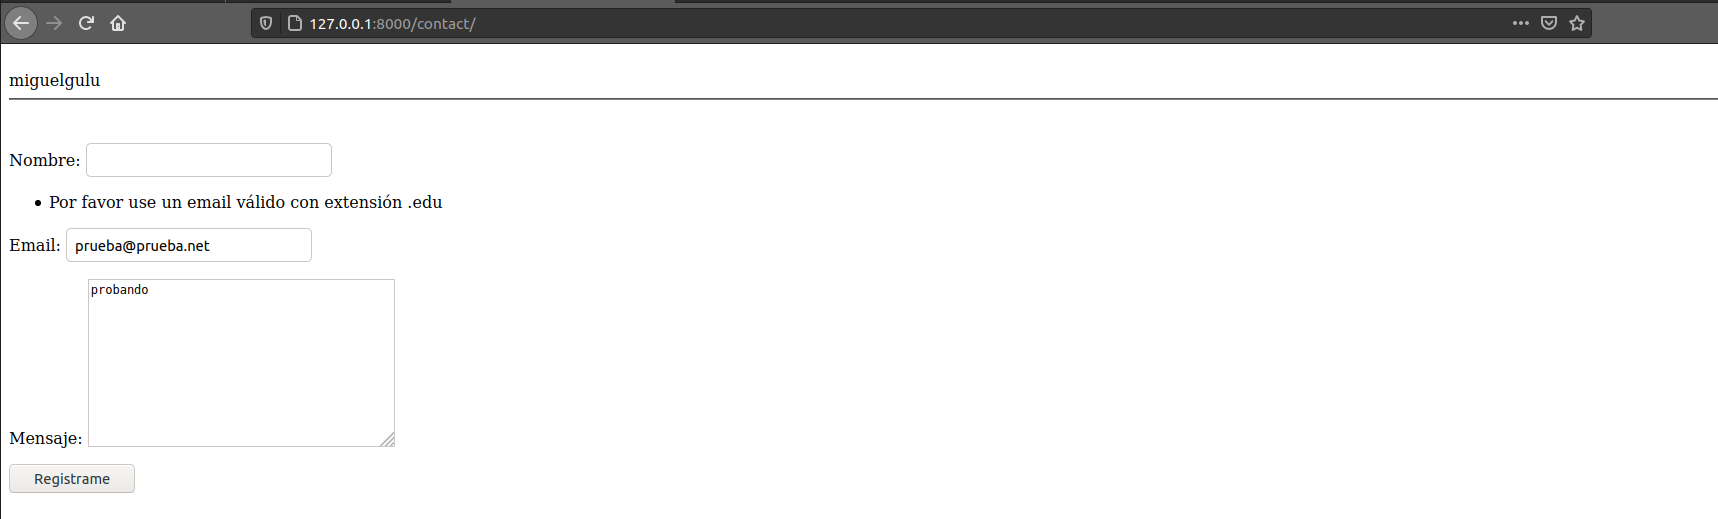 127.0.0.1:8000/contact/
miguelgulu
Nombre:
Por favor use un email válido con extensión .edu
Email: prueba@prueba.net
probando
Mensaje:
Registrame